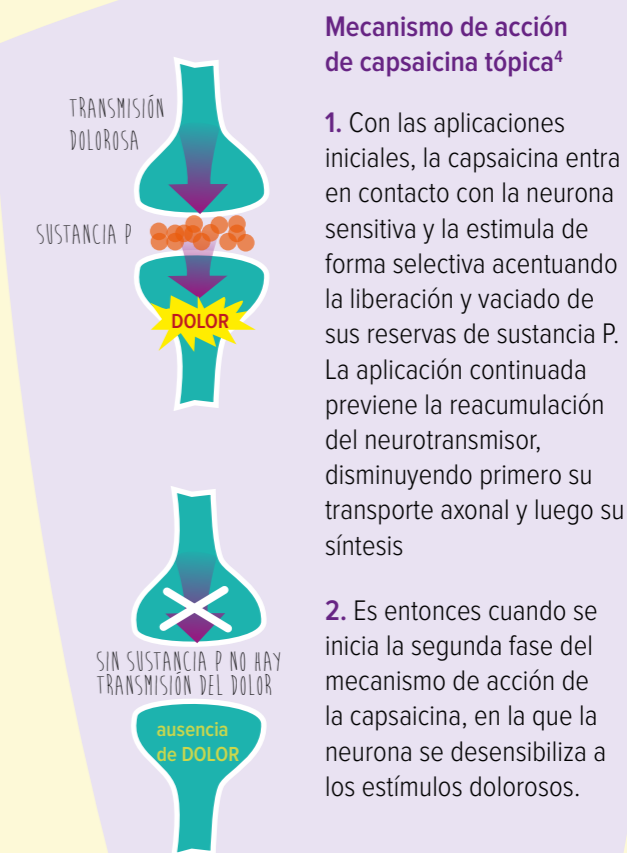 Mecanismo de acción
de capsaicina tópica⁴
TRANSMISIÓN
DOLOROSA
SUSTANCIA P
DOLOR
1. Con las aplicaciones
iniciales, la capsaicina entra
en contacto con la neurona
sensitiva y la estimula de
forma selectiva acentuando
la liberación y vaciado de
sus reservas de sustancia P.
La aplicación continuada
previene la reacumulación
del neurotransmisor,
disminuyendo primero su
transporte axonal y luego su
síntesis
SIN SUSTANCIA P NO HAY
TRANSMISIÓN DEL DOLOR
ausencia
de DOLOR
2. Es entonces cuando se
inicia la segunda fase del
mecanismo de acción de
la capsaicina, en la que la
neurona se desensibiliza a
los estímulos dolorosos.